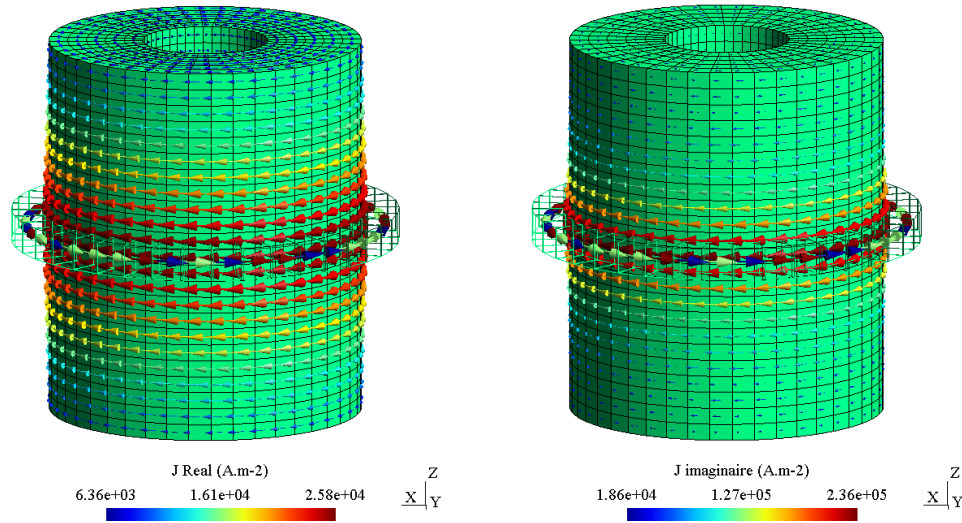 J Real (A.m-2)
6.36e+03 1.61e+04 2.58e+04
Z
X Y
J imaginaire (A.m-2)
1.86e+04 1.27e+05 2.36e+05
Z
X Y